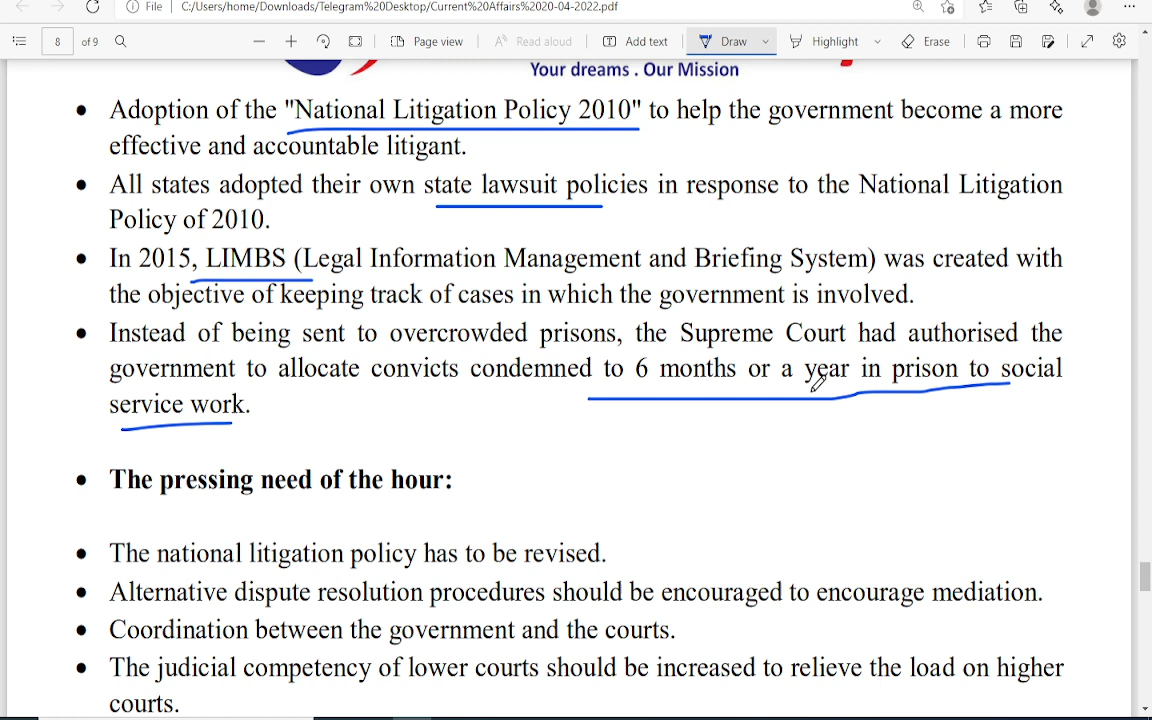 File
C:/Users/home/Downloads/Telegram%20Desktop/Current%20Affairs%2020-04-2022.pdf
8 of 9
Page view
Read aloud
Add text
Draw
Highlight
Erase
Your dreams . Our Mission
• Adoption of the "National Litigation Policy 2010" to help the government become a more
effective and accountable litigant.
• All states adopted their own state lawsuit policies in response to the National Litigation
Policy of 2010.
• In 2015, LIMBS (Legal Information Management and Briefing System) was created with
the objective of keeping track of cases in which the government is involved.
• Instead of being sent to overcrowded prisons, the Supreme Court had authorised the
government to allocate convicts condemned to 6 months or a year in prison to social
service work.
• The pressing need of the hour:
• The national litigation policy has to be revised.
• Alternative dispute resolution procedures should be encouraged to encourage mediation.
• Coordination between the government and the courts.
• The judicial competency of lower courts should be increased to relieve the load on higher
courts.